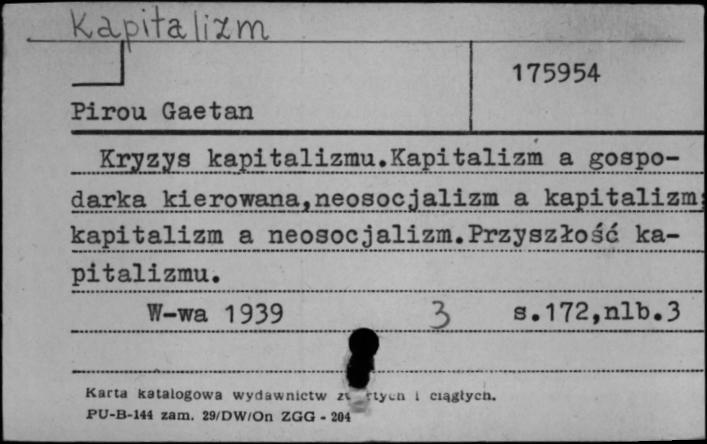 Kapitalizm
175954
Pirou Gaetan
Kryzys kapitalizmu.Kapitalizm a gospo-
darka kierowana,neosocjalizm a kapitalizm;
kapitalizm a neosocjalizm.Przyszłość ka-
pitalizmu.
W-wa 1939 3 s.172,nlb.3
Karta katalogowa wydawnictw i ciągłych.
PU-B-144 zam. 29/DW/On ZGG - 204